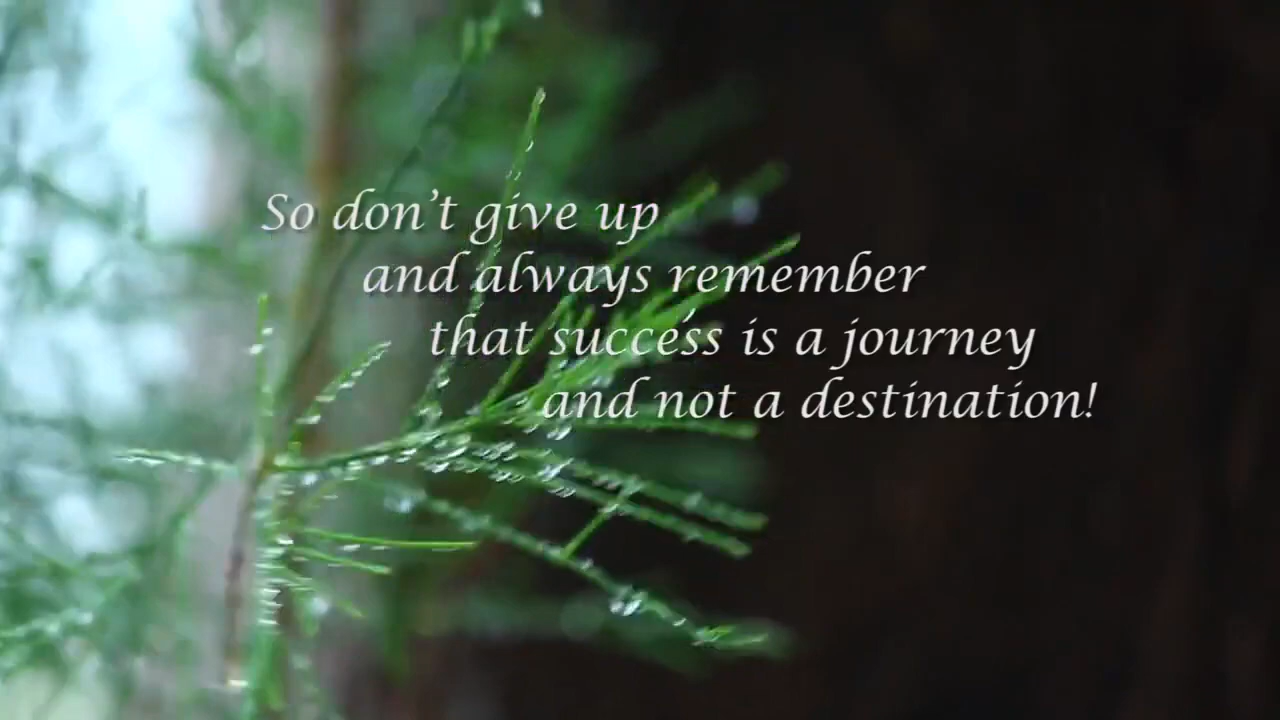 So don't give up
and always remember
that success is a journey
and not a destination!